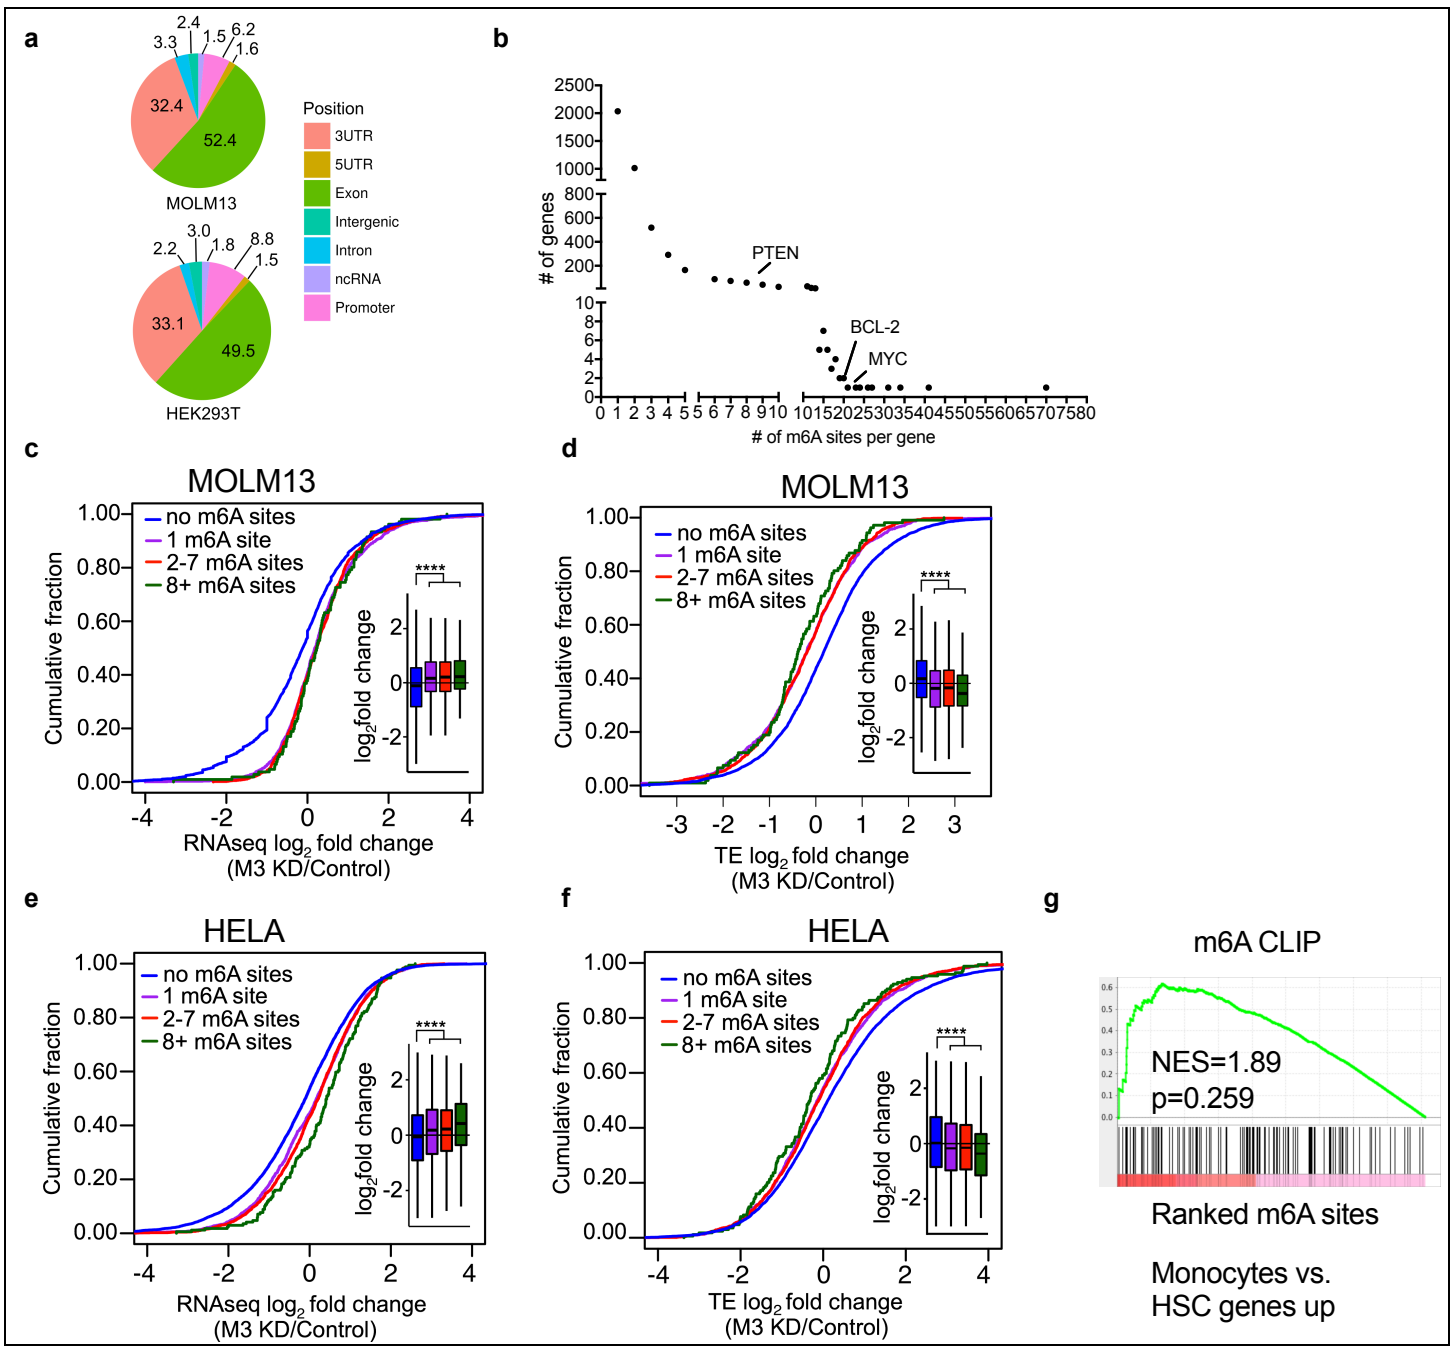 a
2.4
3.3
1.5
6.2
1.6
32.4
52.4
MOLM13
3.0
2.2
1.8
8.8
1.5
33.1
49.5
HEK293T
Position
3UTR
5UTR
Exon
Intergenic
Intron
ncRNA
Promoter
b
# of genes
2500
2000
1500
1000
800
600
400
200
10
8
6
4
2
0
PTEN
BCL-2
MYC
0 1 2 3 4 5 5 6 7 8 9 10 10 15 20 25 30 35 40 45 50 55 60 65 70 75 80
# of m6A sites per gene
c
MOLM13
Cumulative fraction
1.00
0.80
0.60
0.40
0.20
0.00
no m6A sites
1 m6A site
2-7 m6A sites
8+ m6A sites
****
log2fold change
2
0
-2
-4 -2 0 2 4
RNAseq log2 fold change
(M3 KD/Control)
d
MOLM13
Cumulative fraction
1.00
0.80
0.60
0.40
0.20
0.00
no m6A sites
1 m6A site
2-7 m6A sites
8+ m6A sites
****
log2fold change
2
0
-2
-3 -2 -1 0 1 2 3
TE log2 fold change
(M3 KD/Control)
e
HELA
Cumulative fraction
1.00
0.80
0.60
0.40
0.20
0.00
no m6A sites
1 m6A site
2-7 m6A sites
8+ m6A sites
****
log2fold change
2
0
-2
-4 -2 0 2 4
RNAseq log2 fold change
(M3 KD/Control)
f
HELA
Cumulative fraction
1.00
0.80
0.60
0.40
0.20
0.00
no m6A sites
1 m6A site
2-7 m6A sites
8+ m6A sites
****
log2fold change
2
0
-2
-4 -2 0 2 4
TE log2 fold change
(M3 KD/Control)
g
m6A CLIP
0.6
0.5
0.4
0.3
0.2
0.1
0.0
NES=1.89
p=0.259
Ranked m6A sites
Monocytes vs.
HSC genes up